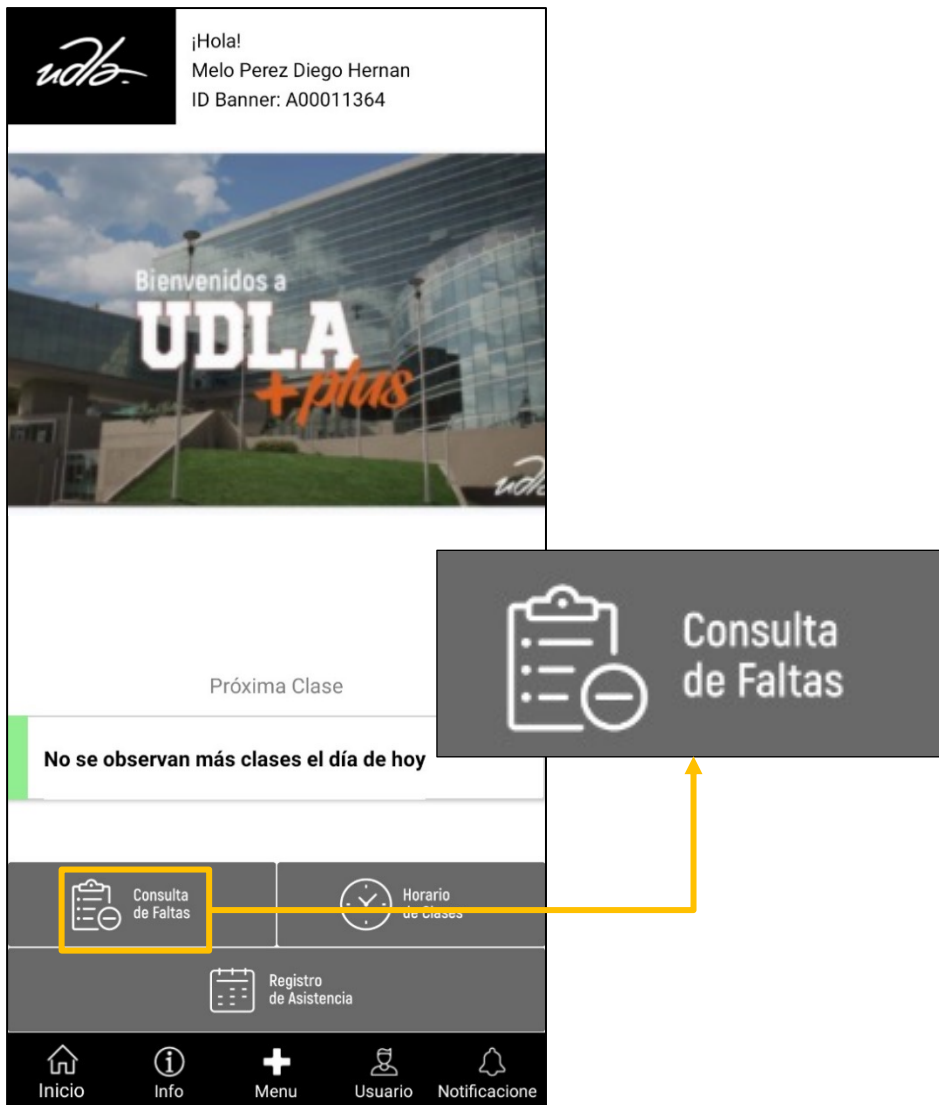 udla-
¡Hola!
Melo Perez Diego Hernan
ID Banner: A00011364
Bienvenidos a
UDLA
+plus
udla
Próxima Clase
No se observan más clases el día de hoy
Consulta
de Faltas
Consulta
de Faltas
Horario
de Clases
Registro
de Asistencia
Inicio
Info
Menu
Usuario
Notificacione